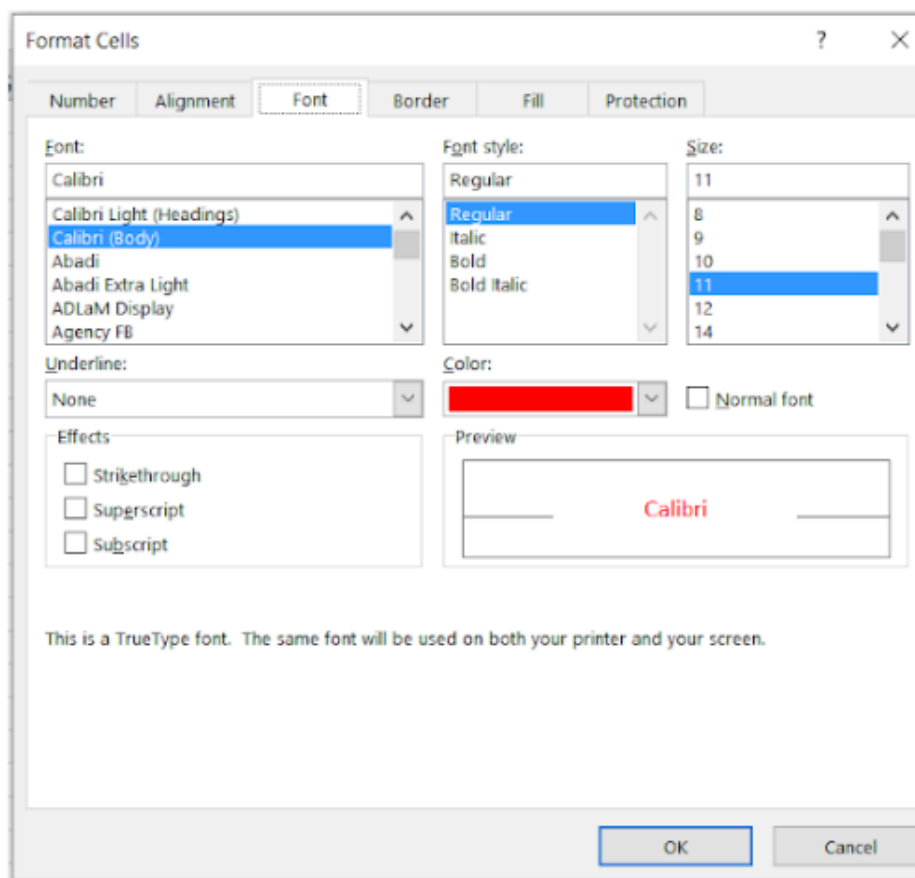 Format Cells ? ×
Number Alignment Font Border Fill Protection
Font: Font style: Size:
Calibri Regular 11
Calibri Light (Headings) Regular 8
Calibri (Body) Italic 9
Abadi Bold 10
Abadi Extra Light Bold Italic 11
ADLaM Display 12
Agency FB 14
Underline: Color:
None Normal font
Effects Preview
Strikethrough
Superscript Calibri
Subscript
This is a TrueType font. The same font will be used on both your printer and your screen.
OK Cancel